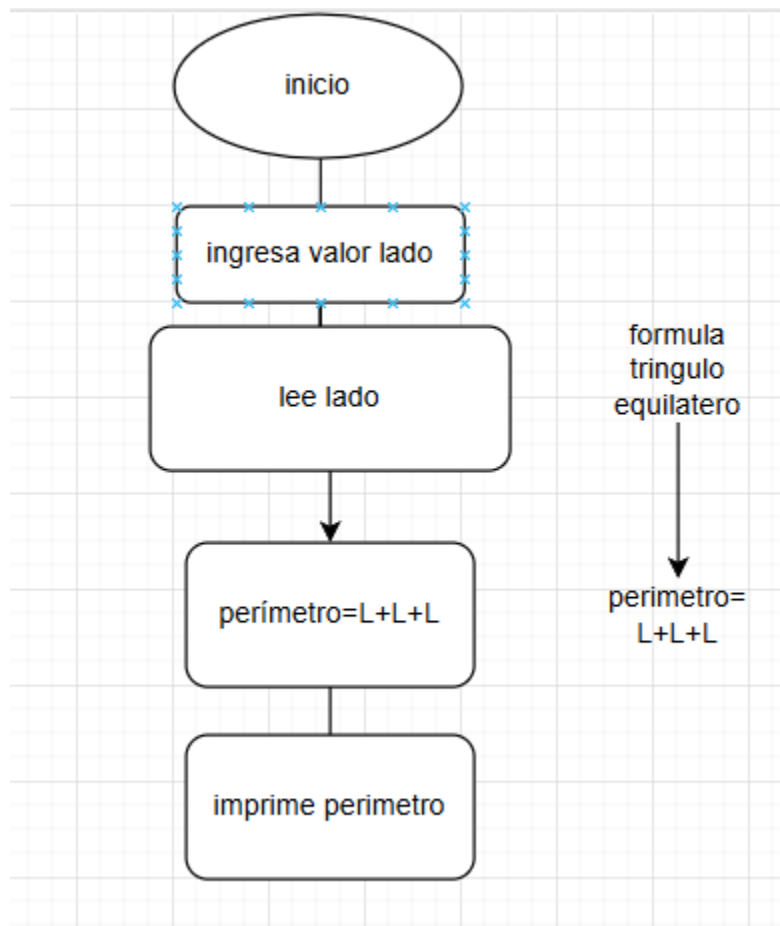 inicio
ingresa valor lado
lee lado
formula
tringulo
equilatero
perímetro=L+L+L
perimetro=
L+L+L
imprime perimetro